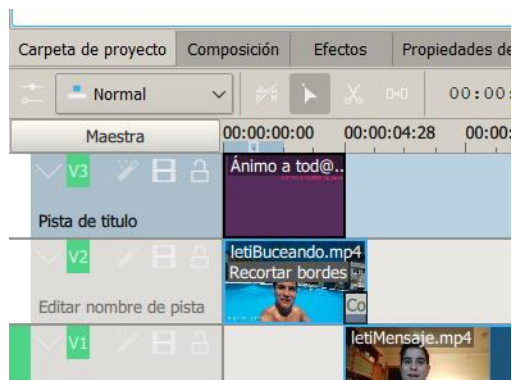 Carpeta de proyecto Composición Efectos Propiedades de
Normal 00:00:
Maestra 00:00:00:00 00:00:04:28 00:00:
V3 Ánimo a tod@..
Pista de titulo
V2 letiBuceando.mp4
Recortar bordes
Editar nombre de pista Co
V1 letiMensaje.mp4